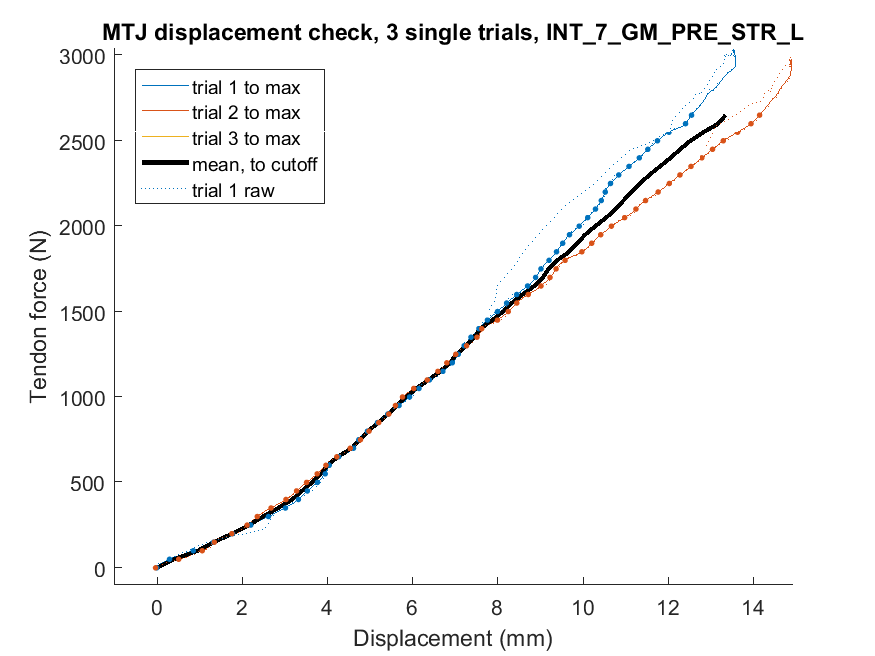 MTJ displacement check, 3 single trials, INT_7_GM_PRE_STR_L
3000
2500
2000
1500
1000
500
0
Tendon force (N)
trial 1 to max
trial 2 to max
trial 3 to max
mean, to cutoff
trial 1 raw
0 2 4 6 8 10 12 14
Displacement (mm)